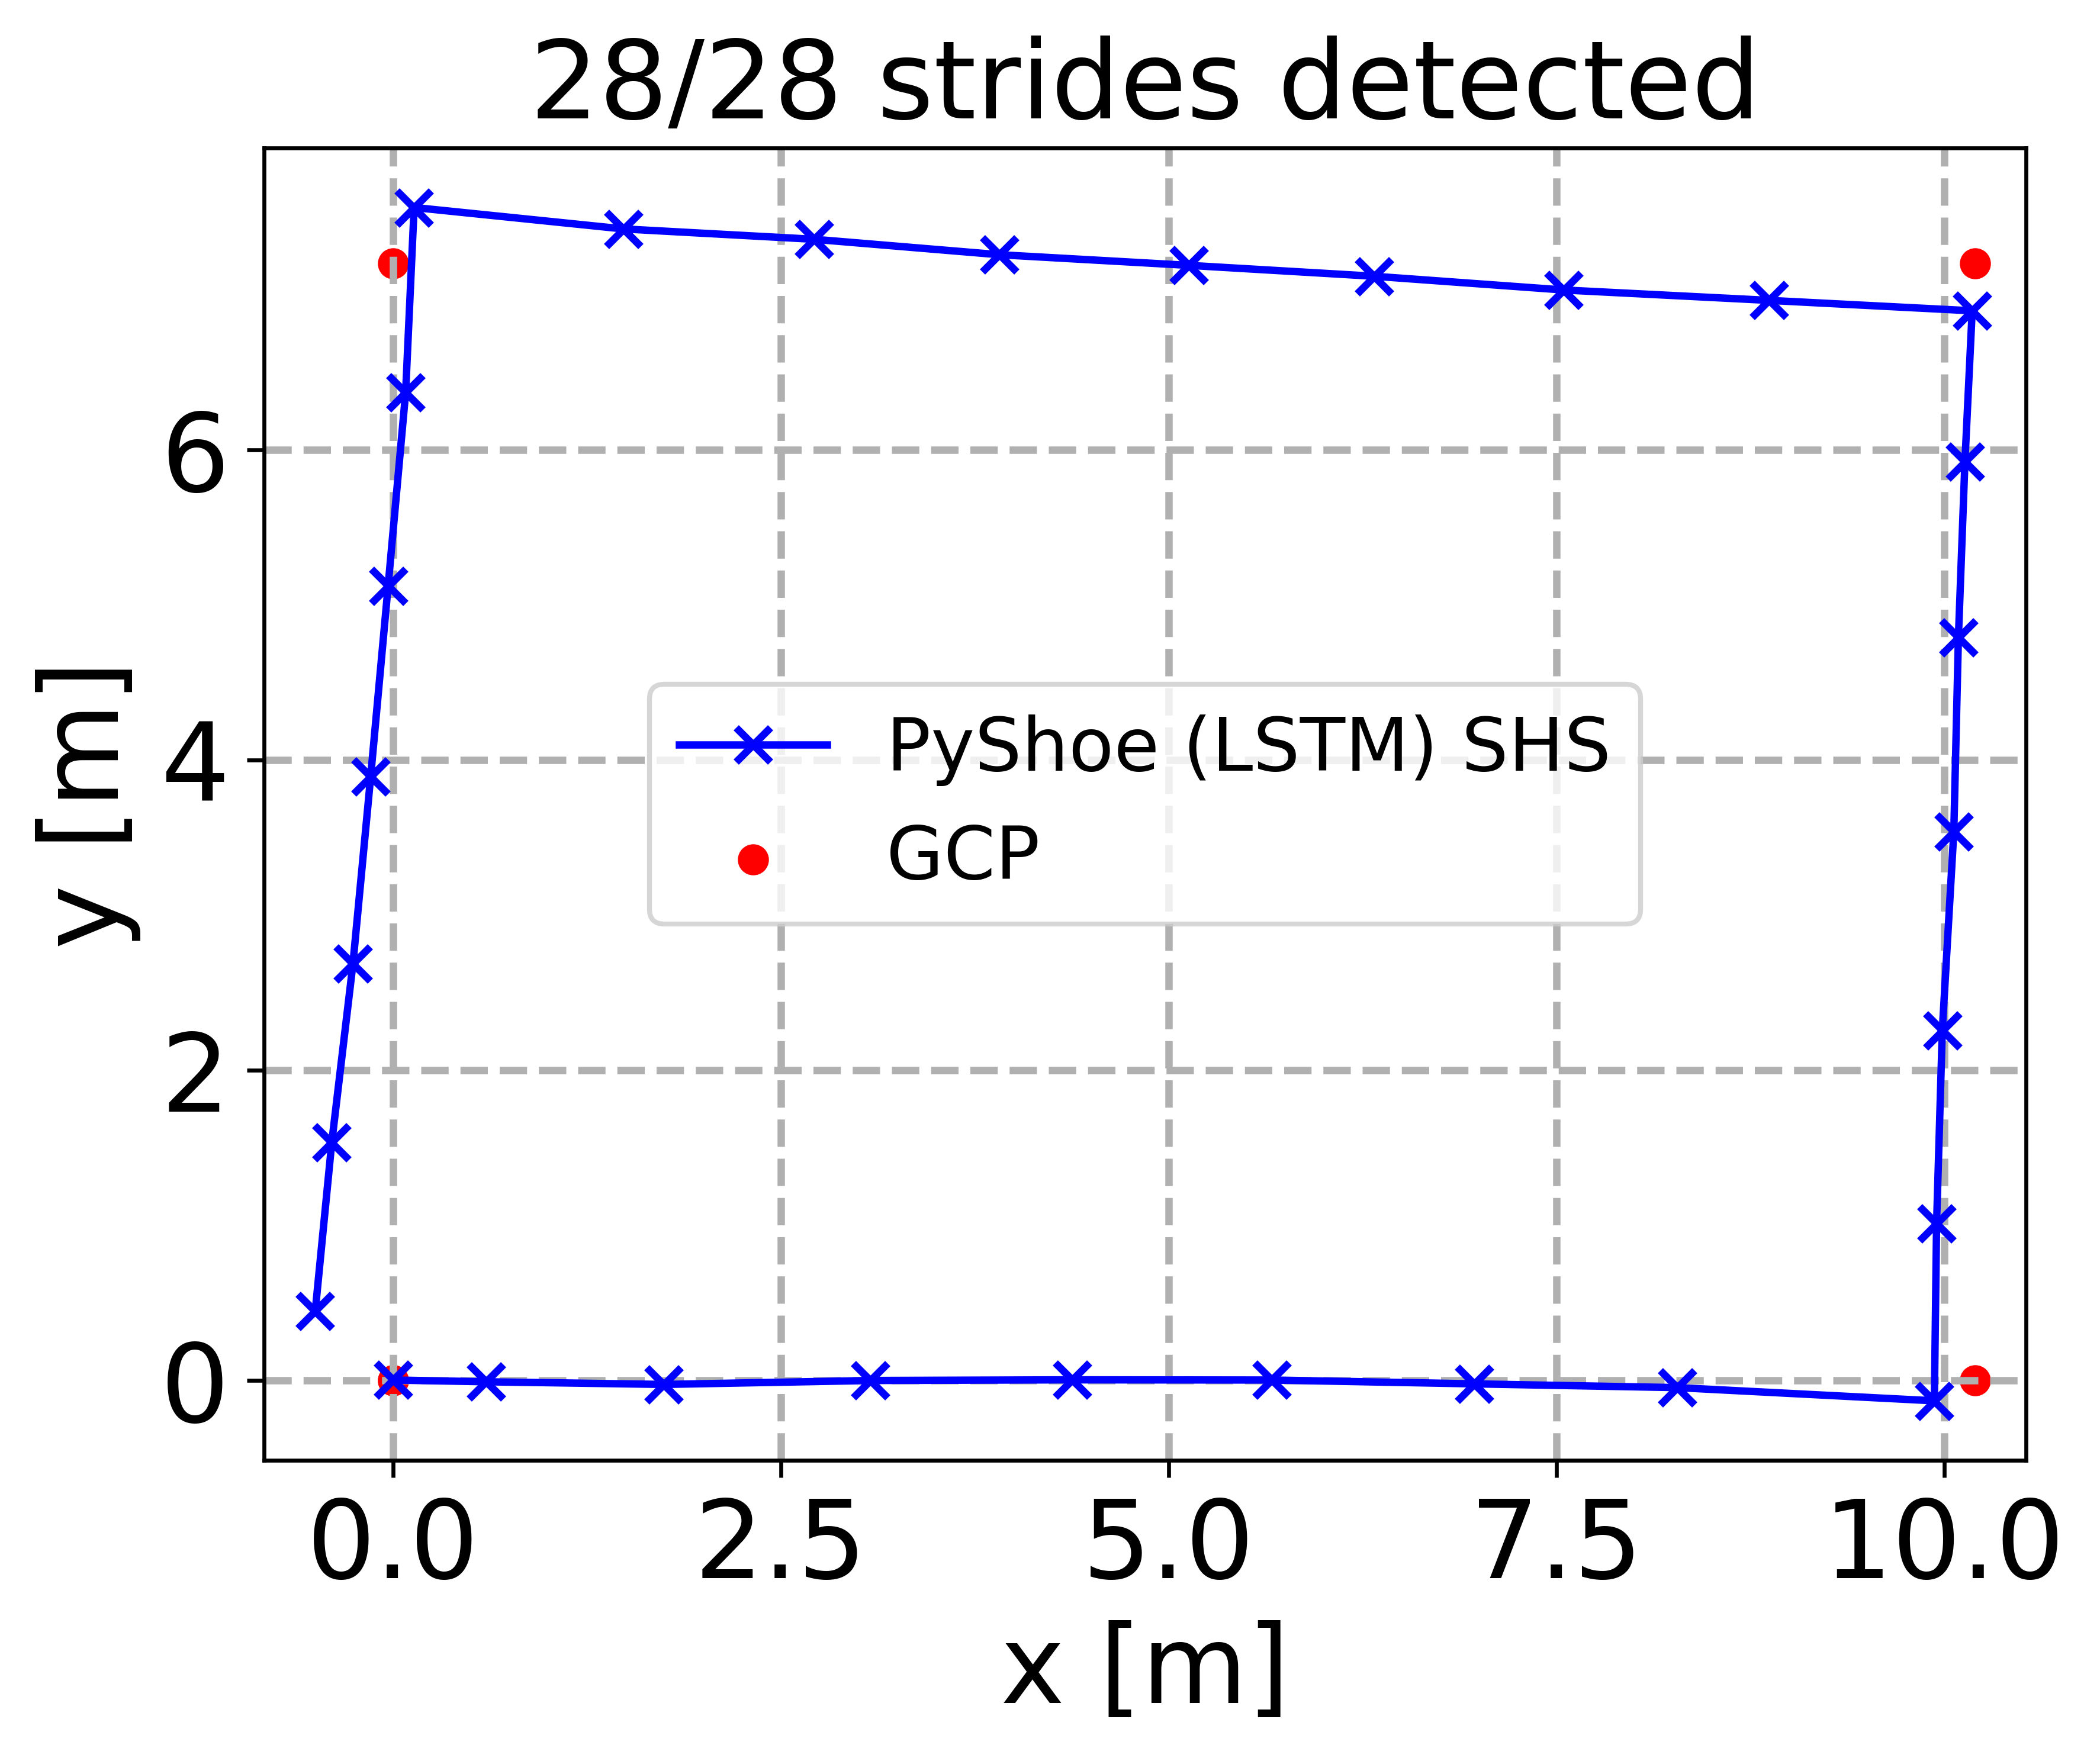 28/28 strides detected
y [m]
6
4
2
0
PyShoe (LSTM) SHS
GCP
0.0 2.5 5.0 7.5 10.0
x [m]